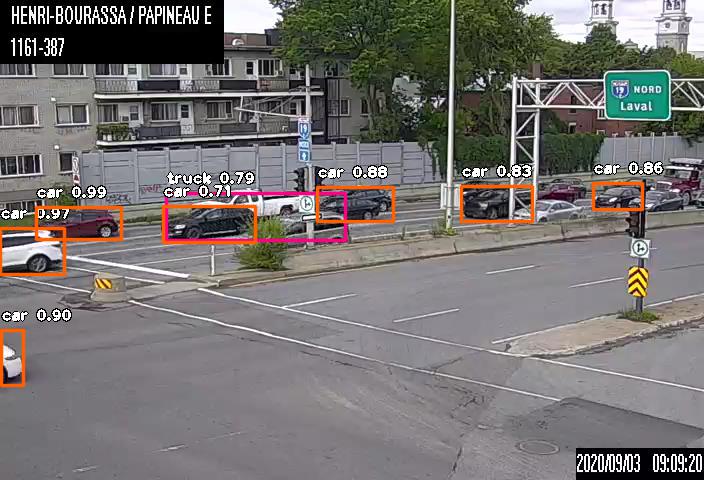 HENRI-BOURASSA / PAPINEAU E
1161-387
19 NORD
Laval
19
truck 0.79
car 0.71
car 0.88
car 0.83
car 0.86
car 0.99
car 0.97
car 0.90
2020/09/03 09:09:20